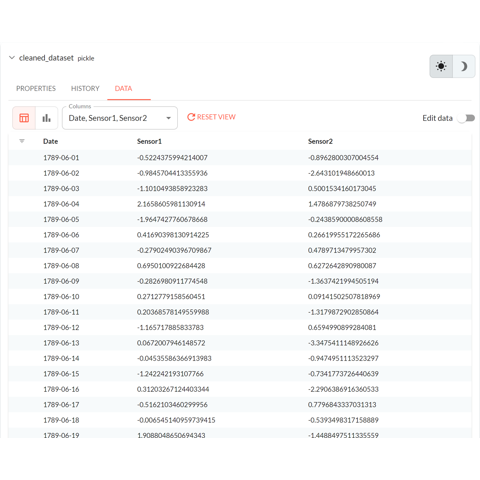 cleaned_dataset pickle
PROPERTIES HISTORY DATA
Columns
Date, Sensor1, Sensor2
RESET VIEW
Edit data
Date Sensor1 Sensor2
1789-06-01 -0.5224375994214007 -0.8962800307004554
1789-06-02 -0.9845704413355936 -2.643101948660013
1789-06-03 -1.1010493858923283 0.5001534160173045
1789-06-04 2.1658605981130914 1.4786879738250749
1789-06-05 -1.9647427760678668 -0.24385900008608558
1789-06-06 0.41690398130914225 0.26619955172265686
1789-06-07 -0.27902490396709867 0.4789713479957302
1789-06-08 0.6950100922684428 0.6272642890980087
1789-06-09 -0.2826980911774548 -1.3637421994505194
1789-06-10 0.2712779158560451 0.09141502507818969
1789-06-11 0.20368578149559988 -1.3179872902850864
1789-06-12 -1.165717885833783 0.6594990899284081
1789-06-13 0.0672007946148572 -3.3475411148926626
1789-06-14 -0.04535586366913983 -0.9474951113523297
1789-06-15 -1.242242193107766 -0.7341773726440639
1789-06-16 0.31203267124403344 -2.2906386916360533
1789-06-17 -0.5162103460299956 0.7796843337031313
1789-06-18 -0.006545140959739415 -0.5393498317158889
1789-06-19 1.9088048650694343 -1.4488497511335559